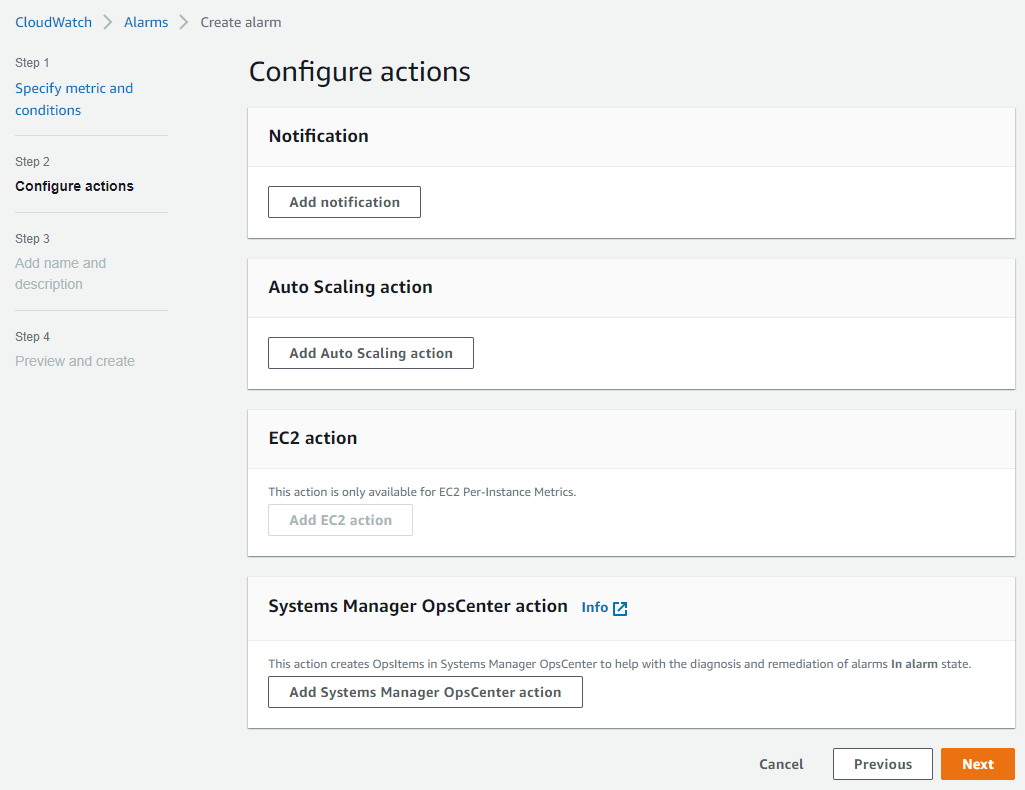 CloudWatch > Alarms > Create alarm
Step 1
Specify metric and
conditions
Step 2
Configure actions
Step 3
Add name and
description
Step 4
Preview and create
Configure actions
Notification
Add notification
Auto Scaling action
Add Auto Scaling action
EC2 action
This action is only available for EC2 Per-Instance Metrics.
Add EC2 action
Systems Manager OpsCenter action Info
This action creates OpsItems in Systems Manager OpsCenter to help with the diagnosis and remediation of alarms In alarm state.
Add Systems Manager OpsCenter action
Cancel Previous Next